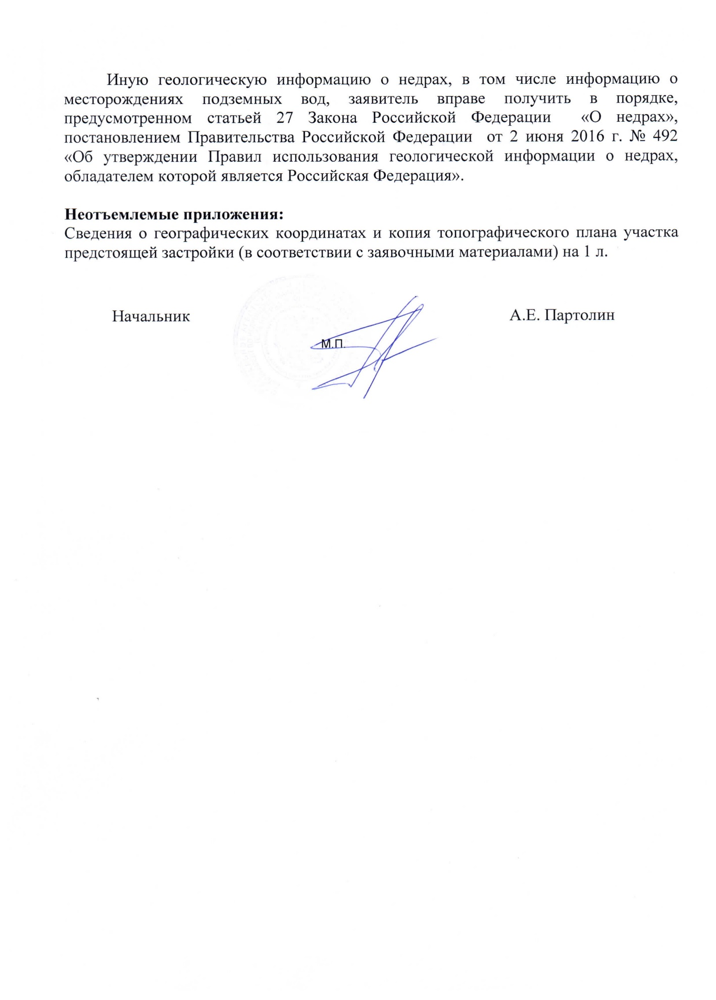 Иную геологическую информацию о недрах, в том числе информацию о
месторождениях подземных вод, заявитель вправе получить в порядке,
предусмотренном статьей 27 Закона Российской Федерации «О недрах»,
постановлением Правительства Российской Федерации от 2 июня 2016 г. № 492
«Об утверждении Правил использования геологической информации о недрах,
обладателем которой является Российская Федерация».
Неотъемлемые приложения:
Сведения о географических координатах и копия топографического плана участка
предстоящей застройки (в соответствии с заявочными материалами) на 1 л.
Начальник А.Е. Партолин
М.П.